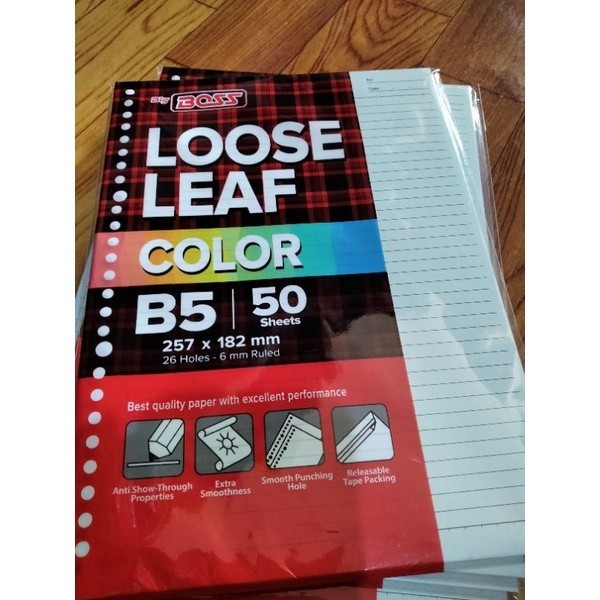 Big BOSS
LOOSE
LEAF
COLOR
B5 | 50
Sheets
257 x 182 mm
26 Holes - 6 mm Ruled
Best quality paper with excellent performance
Anti Show-Through
Properties
Extra
Smoothness
Smooth Punching
Hole
Releasable
Tape Packing